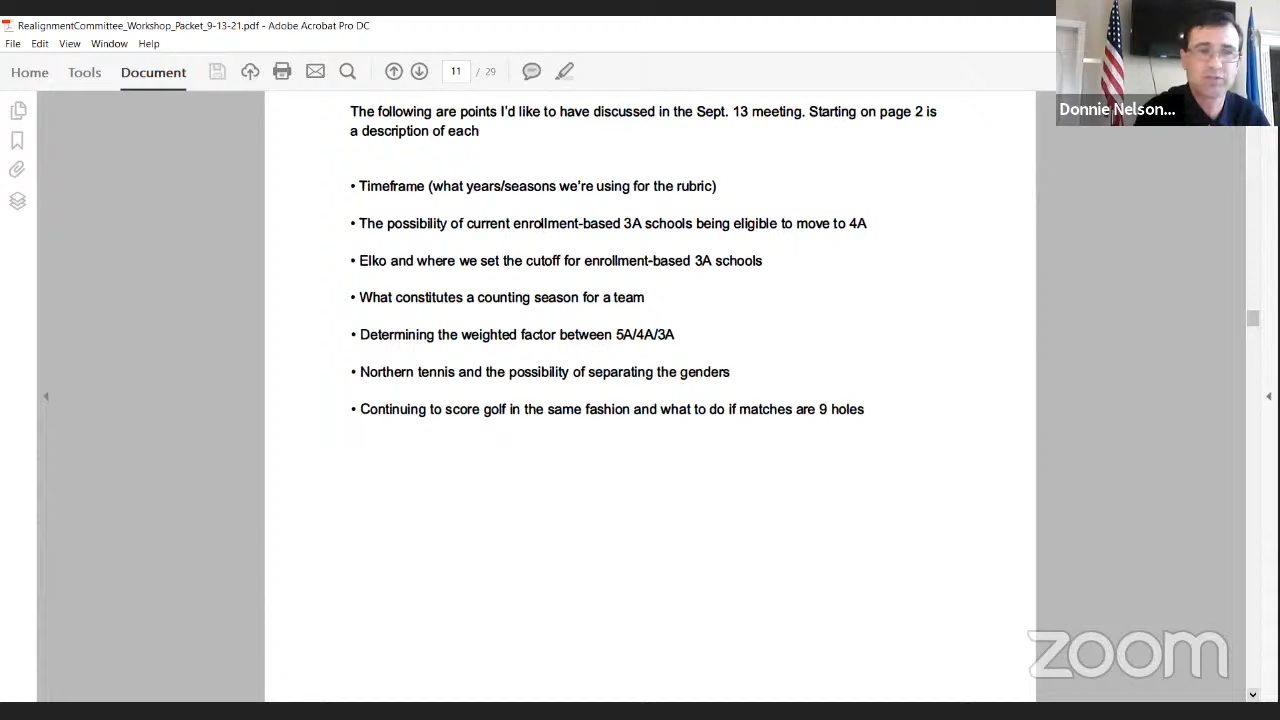 RealignmentCommittee_Workshop_Packet_9-13-21.pdf - Adobe Acrobat Pro DC
File Edit View Window Help
Home Tools Document 11 / 29
Donnie Nelson...
The following are points I'd like to have discussed in the Sept. 13 meeting. Starting on page 2 is
a description of each
• Timeframe (what years/seasons we're using for the rubric)
• The possibility of current enrollment-based 3A schools being eligible to move to 4A
• Elko and where we set the cutoff for enrollment-based 3A schools
• What constitutes a counting season for a team
• Determining the weighted factor between 5A/4A/3A
• Northern tennis and the possibility of separating the genders
• Continuing to score golf in the same fashion and what to do if matches are 9 holes
zoom